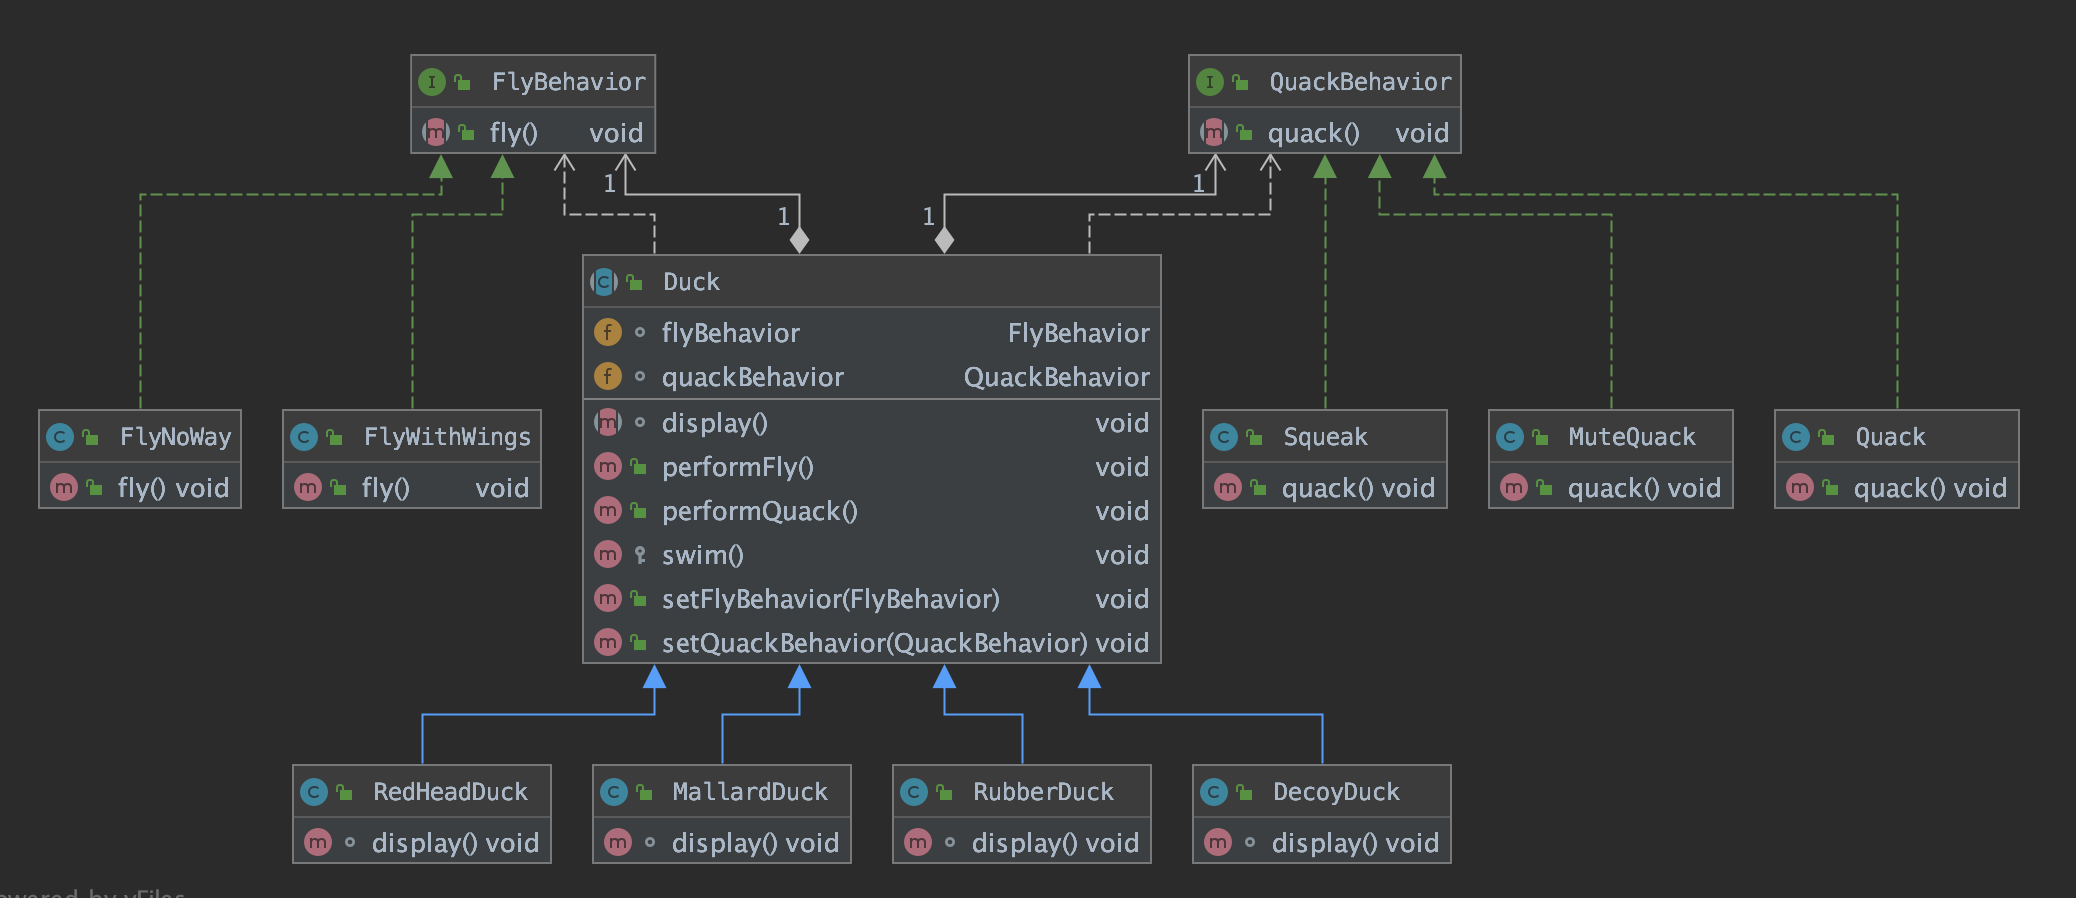 I FlyBehavior
m fly() void
I QuackBehavior
m quack() void
1
1
1
1
C Duck
f flyBehavior FlyBehavior
f quackBehavior QuackBehavior
m display() void
m performFly() void
m performQuack() void
m swim() void
m setFlyBehavior(FlyBehavior) void
m setQuackBehavior(QuackBehavior) void
C FlyNoWay
m fly() void
C FlyWithWings
m fly() void
C Squeak
m quack() void
C MuteQuack
m quack() void
C Quack
m quack() void
C RedHeadDuck
m display() void
C MallardDuck
m display() void
C RubberDuck
m display() void
C DecoyDuck
m display() void
owered by yFiles